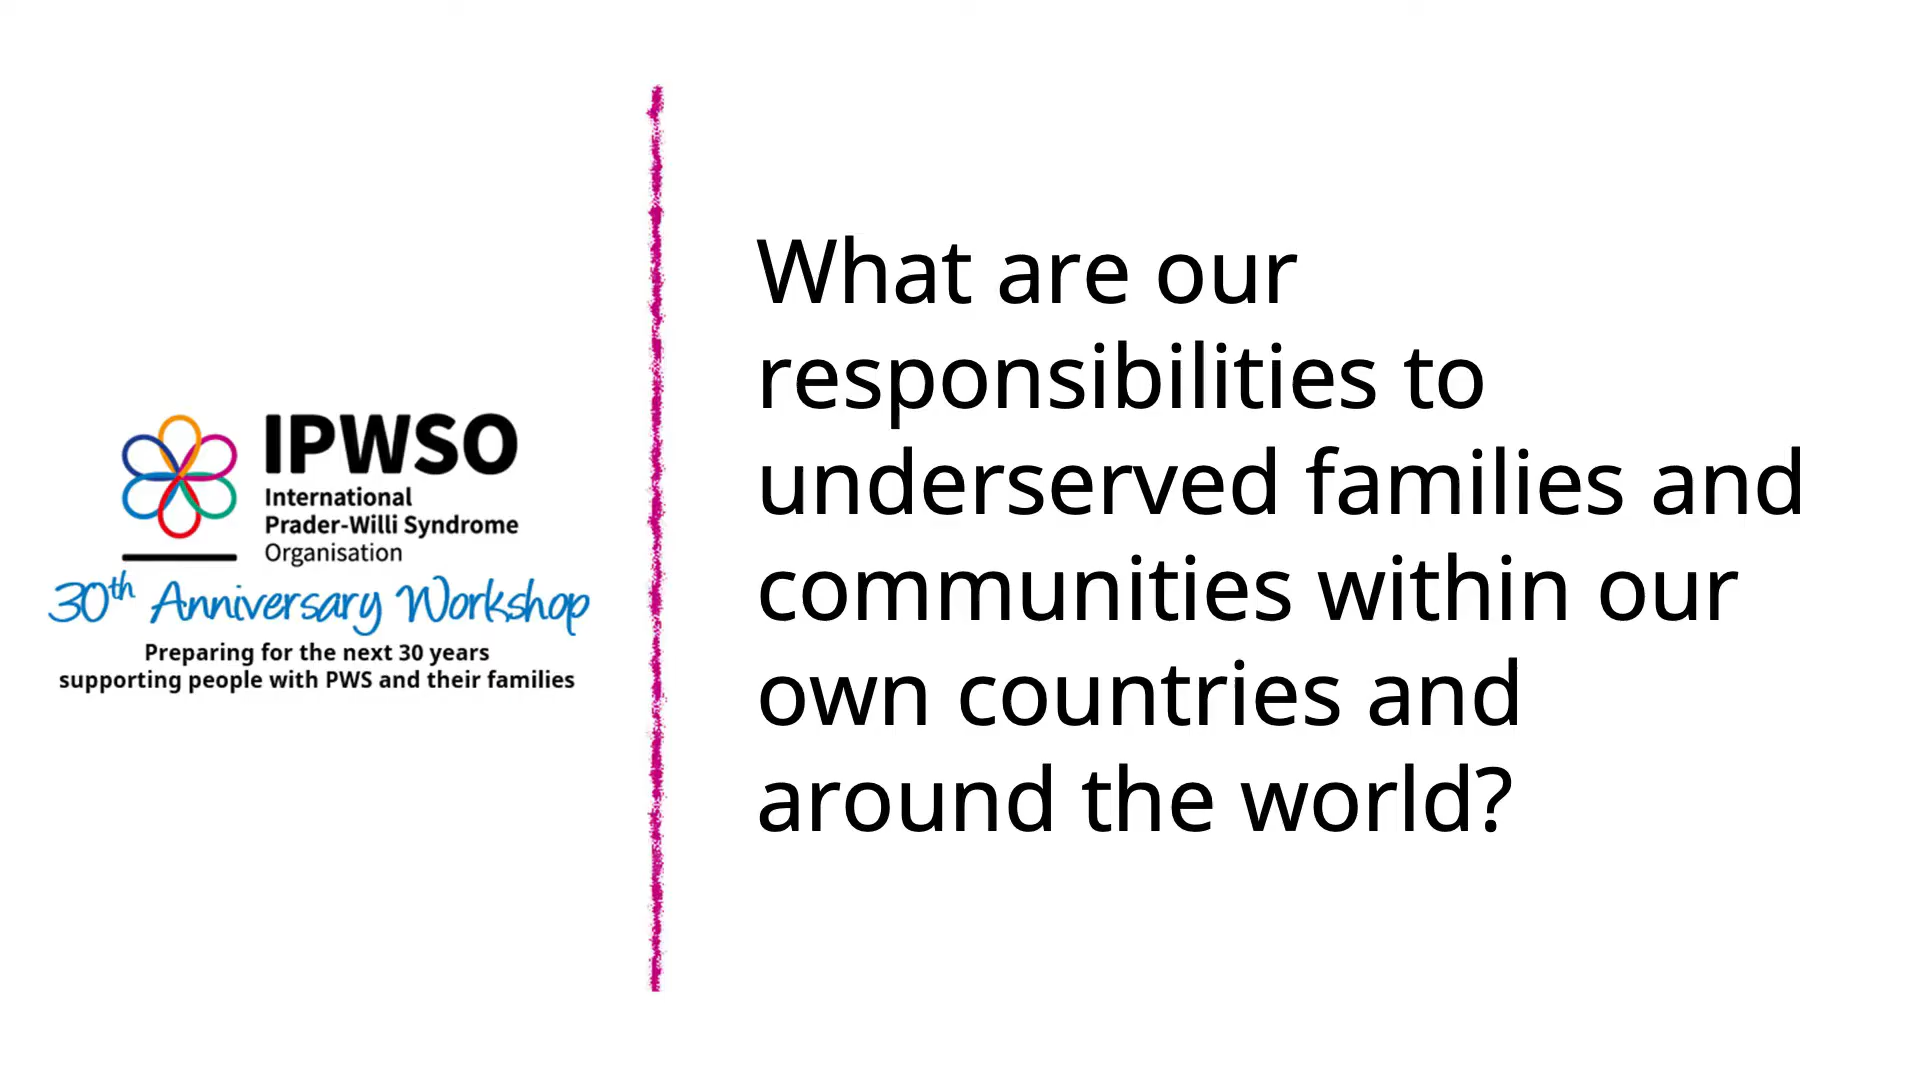 IPWSO
International
Prader-Willi Syndrome
Organisation
30th Anniversary Workshop
Preparing for the next 30 years
supporting people with PWS and their families
What are our
responsibilities to
underserved families and
communities within our
own countries and
around the world?